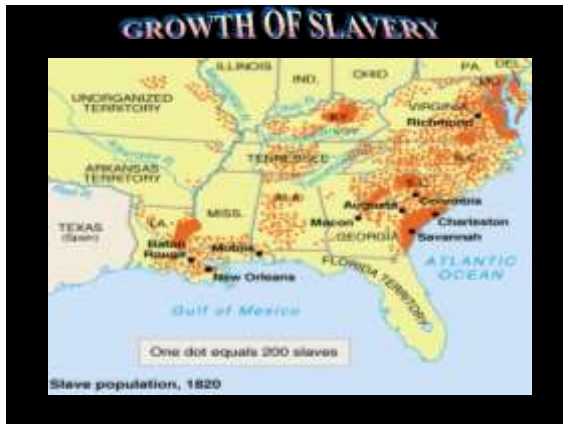 GROWTH OF SLAVERY
ILLINOIS
IND.
OHIO
PA.
DEL.
MD.
UNORGANIZED
TERRITORY
VIRGINIA
Richmond
KY.
N.C.
TENNESSEE
ARKANSAS
TERRITORY
S.C.
Columbia
Augusta
ALA.
MISS.
Macon
Charleston
LA.
TEXAS
(Spain)
GEORGIA
Savannah
Baton
Rouge
Mobile
New Orleans
FLORIDA TERRITORY
ATLANTIC
OCEAN
Gulf of Mexico
One dot equals 200 slaves
Slave population, 1820